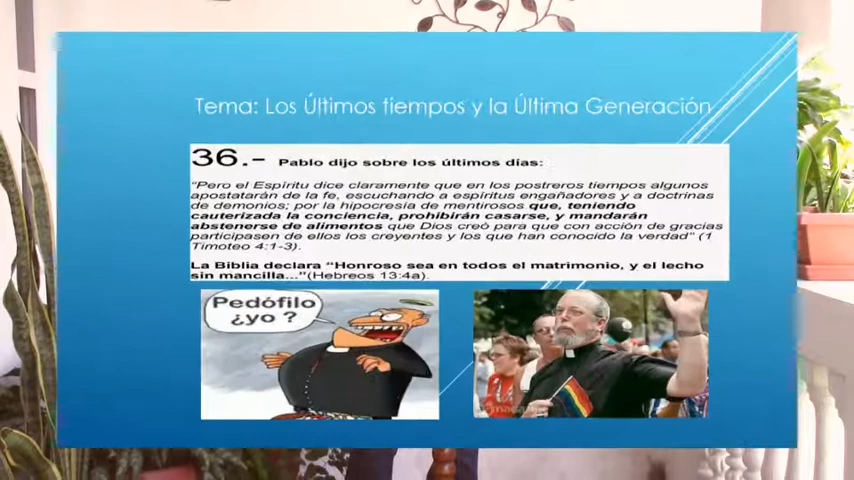 Tema: Los Últimos tiempos y la Última Generación
36.- Pablo dijo sobre los últimos días:
“Pero el Espíritu dice claramente que en los postreros tiempos algunos
apostatarán de la fe, escuchando a espíritus engañadores y a doctrinas
de demonios; por la hipocresía de mentirosos que, teniendo
cauterizada la conciencia, prohibirán casarse, y mandarán
abstenerse de alimentos que Dios creó para que con acción de gracias
participasen de ellos los creyentes y los que han conocido la verdad” (1
Timoteo 4:1-3).
La Biblia declara “Honroso sea en todos el matrimonio, y el lecho
sin mancilla...”(Hebreos 13:4a).
Pedófilo
¿yo ?